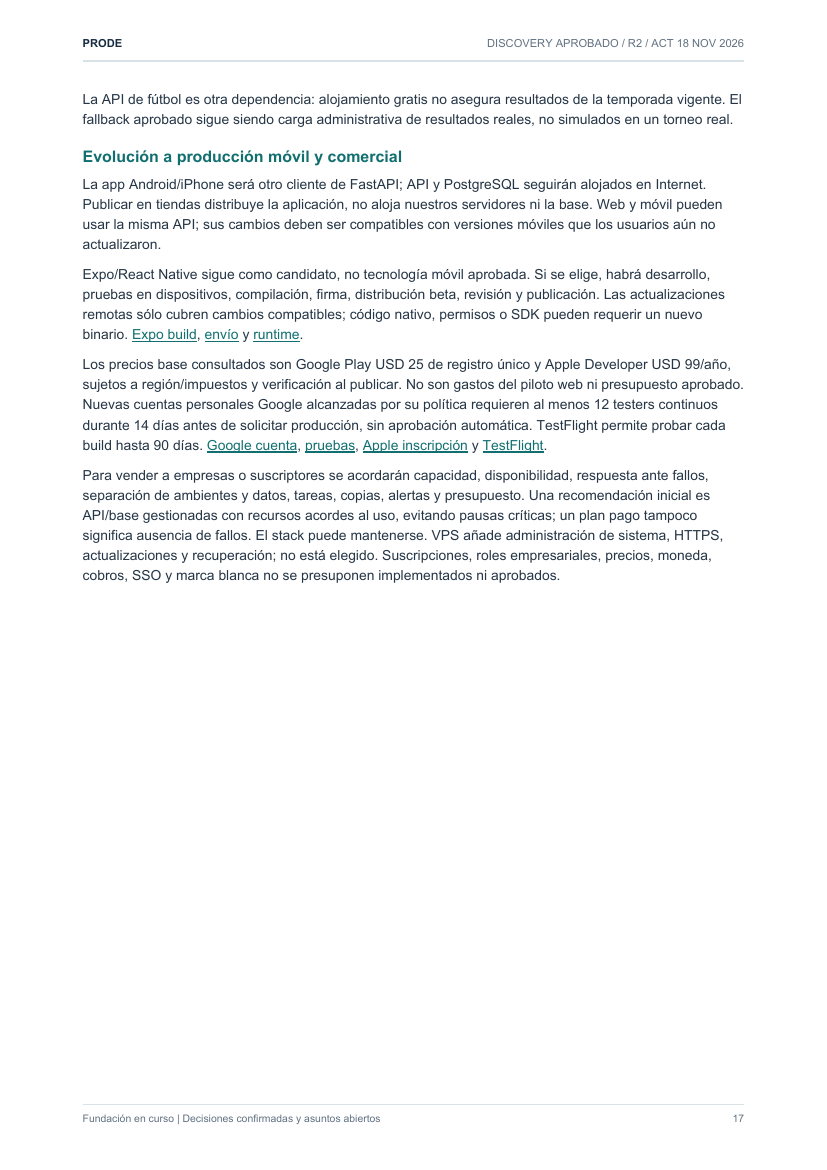 PRODE
DISCOVERY APROBADO / R2 / ACT 18 NOV 2026
La API de fútbol es otra dependencia: alojamiento gratis no asegura resultados de la temporada vigente. El
fallback aprobado sigue siendo carga administrativa de resultados reales, no simulados en un torneo real.
Evolución a producción móvil y comercial
La app Android/iPhone será otro cliente de FastAPI; API y PostgreSQL seguirán alojados en Internet.
Publicar en tiendas distribuye la aplicación, no aloja nuestros servidores ni la base. Web y móvil pueden
usar la misma API; sus cambios deben ser compatibles con versiones móviles que los usuarios aún no
actualizaron.
Expo/React Native sigue como candidato, no tecnología móvil aprobada. Si se elige, habrá desarrollo,
pruebas en dispositivos, compilación, firma, distribución beta, revisión y publicación. Las actualizaciones
remotas sólo cubren cambios compatibles; código nativo, permisos o SDK pueden requerir un nuevo
binario. Expo build, envío y runtime.
Los precios base consultados son Google Play USD 25 de registro único y Apple Developer USD 99/año,
sujetos a región/impuestos y verificación al publicar. No son gastos del piloto web ni presupuesto aprobado.
Nuevas cuentas personales Google alcanzadas por su política requieren al menos 12 testers continuos
durante 14 días antes de solicitar producción, sin aprobación automática. TestFlight permite probar cada
build hasta 90 días. Google cuenta, pruebas, Apple inscripción y TestFlight.
Para vender a empresas o suscriptores se acordarán capacidad, disponibilidad, respuesta ante fallos,
separación de ambientes y datos, tareas, copias, alertas y presupuesto. Una recomendación inicial es
API/base gestionadas con recursos acordes al uso, evitando pausas críticas; un plan pago tampoco
significa ausencia de fallos. El stack puede mantenerse. VPS añade administración de sistema, HTTPS,
actualizaciones y recuperación; no está elegido. Suscripciones, roles empresariales, precios, moneda,
cobros, SSO y marca blanca no se presuponen implementados ni aprobados.
Fundación en curso | Decisiones confirmadas y asuntos abiertos
17